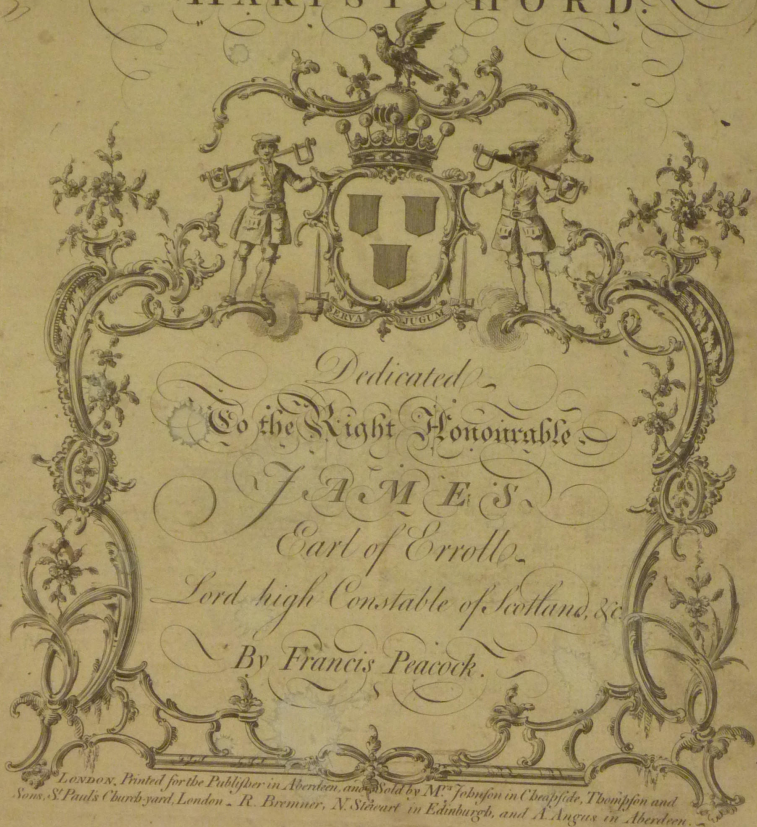 HARPSICHORD.
SERVA JUGUM
Dedicated
To the Right Honourable
JAMES
Earl of Erroll
Lord high Constable of Scotland, &c.
By Francis Peacock.
LONDON, Printed for the Publisher in Aberdeen, and Sold by Mrs. Johnson in Cheapside, Thompson and
Sons, St. Paul's Church-yard, London - R. Bremner, N. Stewart in Edinburgh, and A. Angus in Aberdeen.